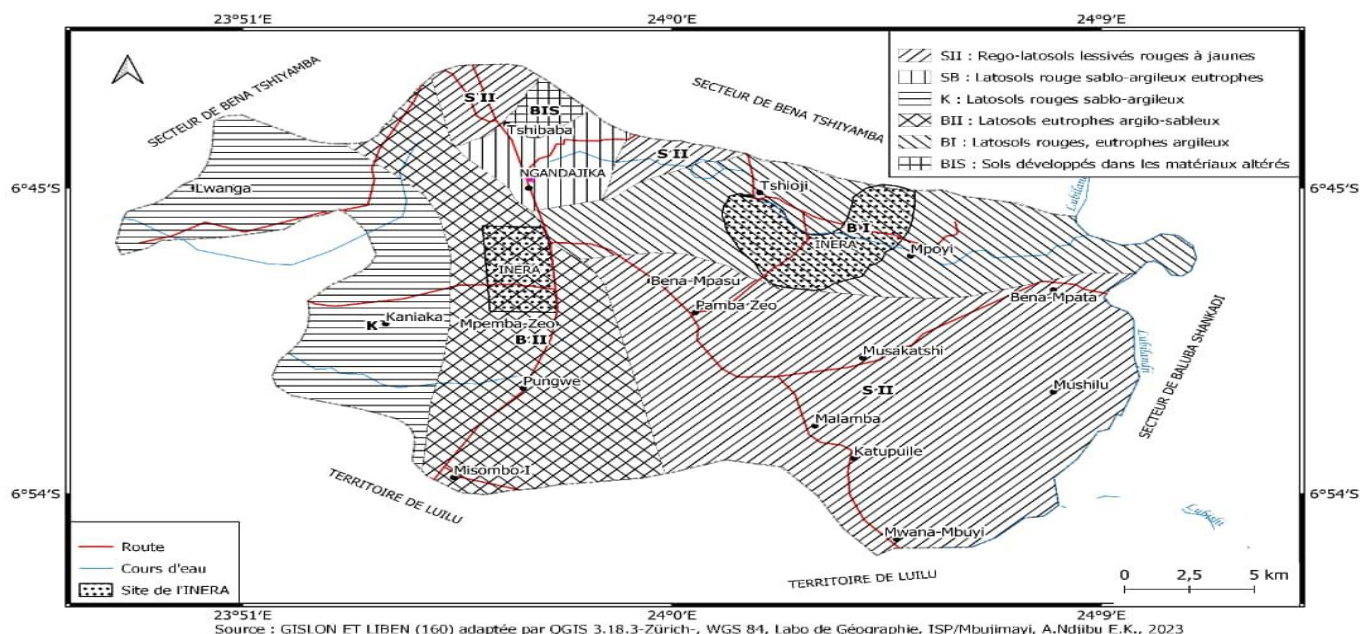 23°51'E 24°0'E 24°9'E
SII : Rego-latosols lessivés rouges à jaunes
SB : Latosols rouge sablo-argileux eutrophes
K : Latosols rouges sablo-argileux
BII : Latosols eutrophes argilo-sableux
BI : Latosols rouges, eutrophes argileux
BIS : Sols développés dans les matériaux altérés
SECTEUR DE BENA TSHIYAMBA
SECTEUR DE BENA TSHIYAMBA
S II
BIS
Tshibaba
S II
NGANDAJIKA
6°45'S
Lwanga
Tshioji
Lubilanji
6°45'S
B I
INERA
Mpoyi
INERA
Bena-Mpasu
Bena-Mpata
Pamba Zeo
Kaniaka
K
Mpemba Zeo
B II
Musakatshi
Lubilanji
SECTEUR DE BALUBA SHANKADI
Pungwe
S II
Mushilu
Malamba
Katupuile
Misombo I
TERRITOIRE DE LUILU
6°54'S
6°54'S
Lubishi
Mwana-Mbuyi
TERRITOIRE DE LUILU
Route
Cours d'eau
Site de l'INERA
0 2,5 5 km
23°51'E 24°0'E 24°9'E
Source : GISLON ET LIBEN (160) adaptée par QGIS 3.18.3-Zürich-, WGS 84, Labo de Géographie, ISP/Mbujimayi, A.Ndjibu E.K., 2023